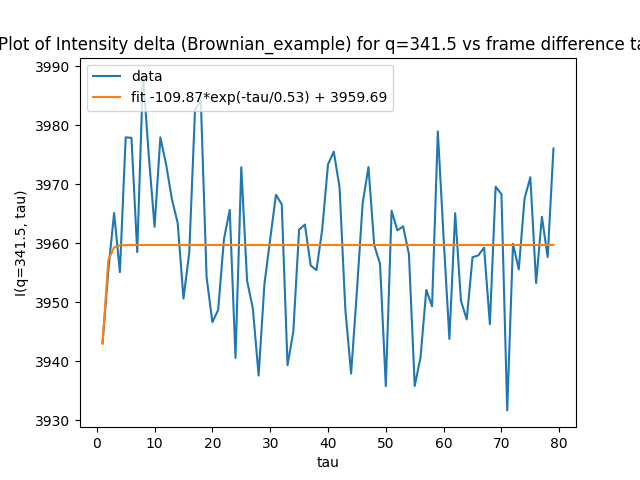 Plot of Intensity delta (Brownian_example) for q=341.5 vs frame difference ta
3990
3980
3970
3960
3950
3940
3930
I(q=341.5, tau)
data
fit -109.87*exp(-tau/0.53) + 3959.69
0 10 20 30 40 50 60 70 80
tau